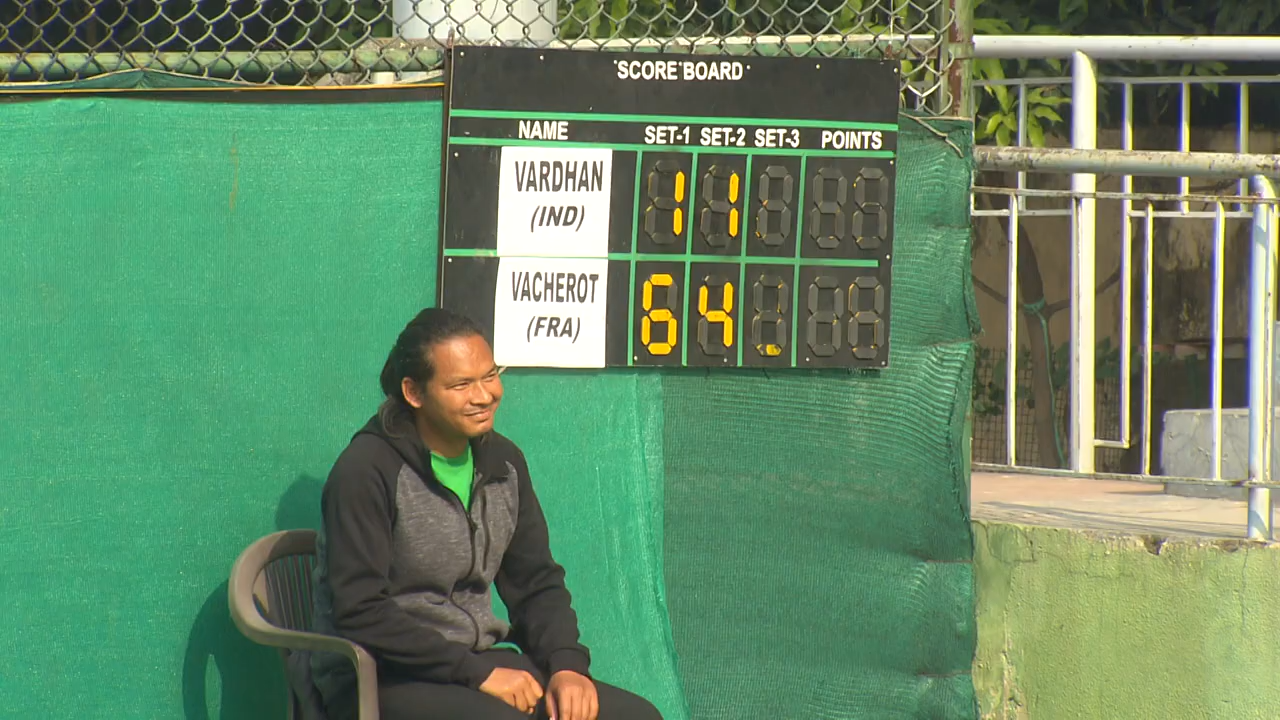 SCORE BOARD
NAME SET-1 SET-2 SET-3 POINTS
VARDHAN 1 1
(IND)
VACHEROT 6 4
(FRA)